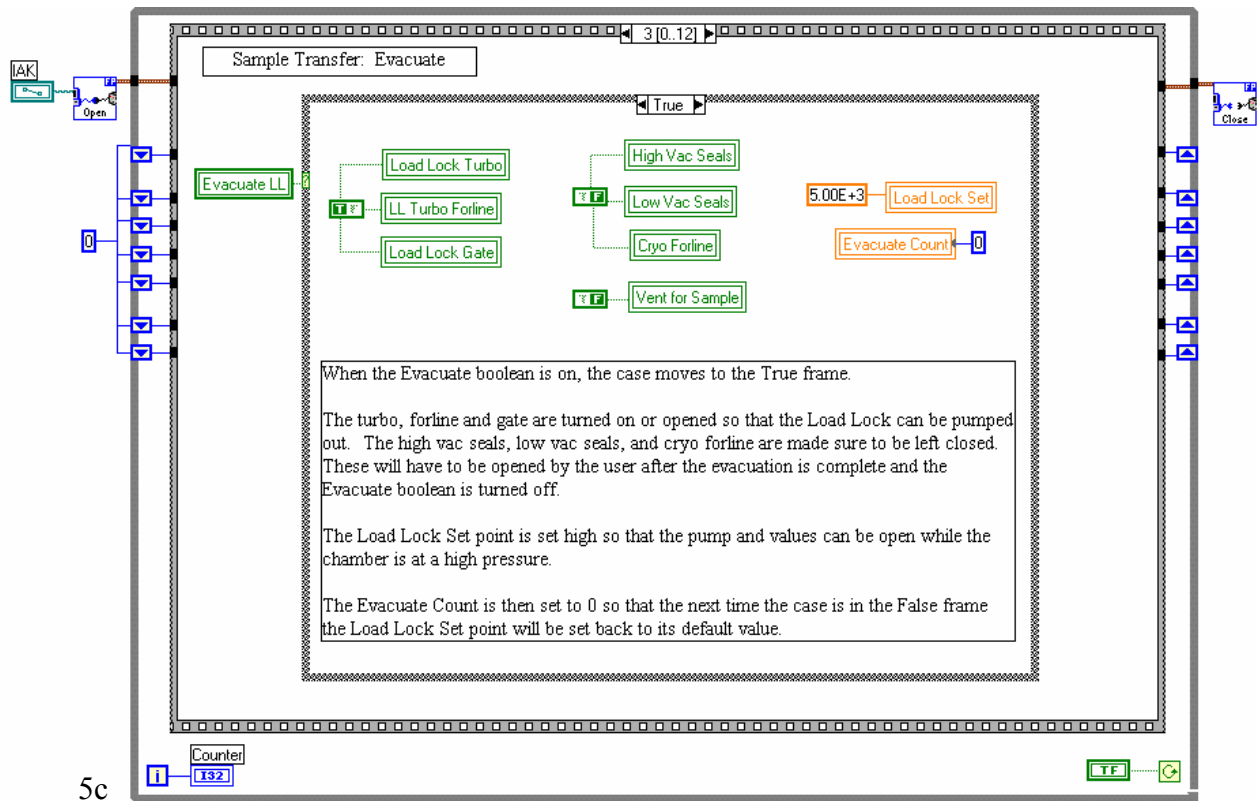 3 [0..12]
Sample Transfer: Evacuate
IAK
FP
Open
FP
Close
True
Evacuate LL
?
Load Lock Turbo
T F
LL Turbo Forline
Load Lock Gate
High Vac Seals
T F
Low Vac Seals
Cryo Forline
T F
Vent for Sample
5.00E+3
Load Lock Set
Evacuate Count
0
0
When the Evacuate boolean is on, the case moves to the True frame.
The turbo, forline and gate are turned on or opened so that the Load Lock can be pumped
out. The high vac seals, low vac seals, and cryo forline are made sure to be left closed.
These will have to be opened by the user after the evacuation is complete and the
Evacuate boolean is turned off.
The Load Lock Set point is set high so that the pump and values can be open while the
chamber is at a high pressure.
The Evacuate Count is then set to 0 so that the next time the case is in the False frame
the Load Lock Set point will be set back to its default value.
Counter
i
I32
TF
5c